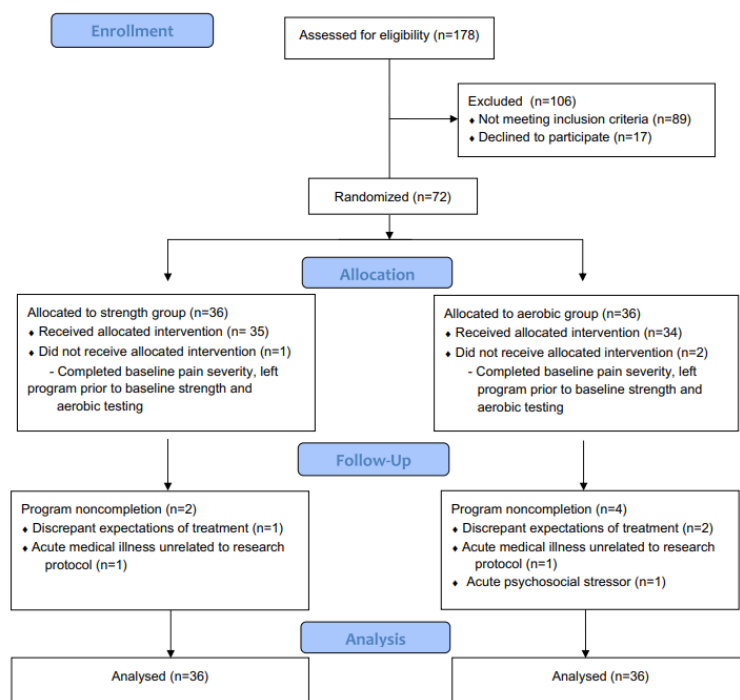 Enrollment
Assessed for eligibility (n=178)
Excluded (n=106)
♦ Not meeting inclusion criteria (n=89)
♦ Declined to participate (n=17)
Randomized (n=72)
Allocation
Allocated to strength group (n=36)
♦ Received allocated intervention (n= 35)
♦ Did not receive allocated intervention (n=1)
- Completed baseline pain severity, left
program prior to baseline strength and
aerobic testing
Allocated to aerobic group (n=36)
♦ Received allocated intervention (n=34)
♦ Did not receive allocated intervention (n=2)
- Completed baseline pain severity, left
program prior to baseline strength and
aerobic testing
Follow-Up
Program noncompletion (n=2)
♦ Discrepant expectations of treatment (n=1)
♦ Acute medical illness unrelated to research
protocol (n=1)
Program noncompletion (n=4)
♦ Discrepant expectations of treatment (n=2)
♦ Acute medical illness unrelated to research
protocol (n=1)
♦ Acute psychosocial stressor (n=1)
Analysis
Analysed (n=36)
Analysed (n=36)